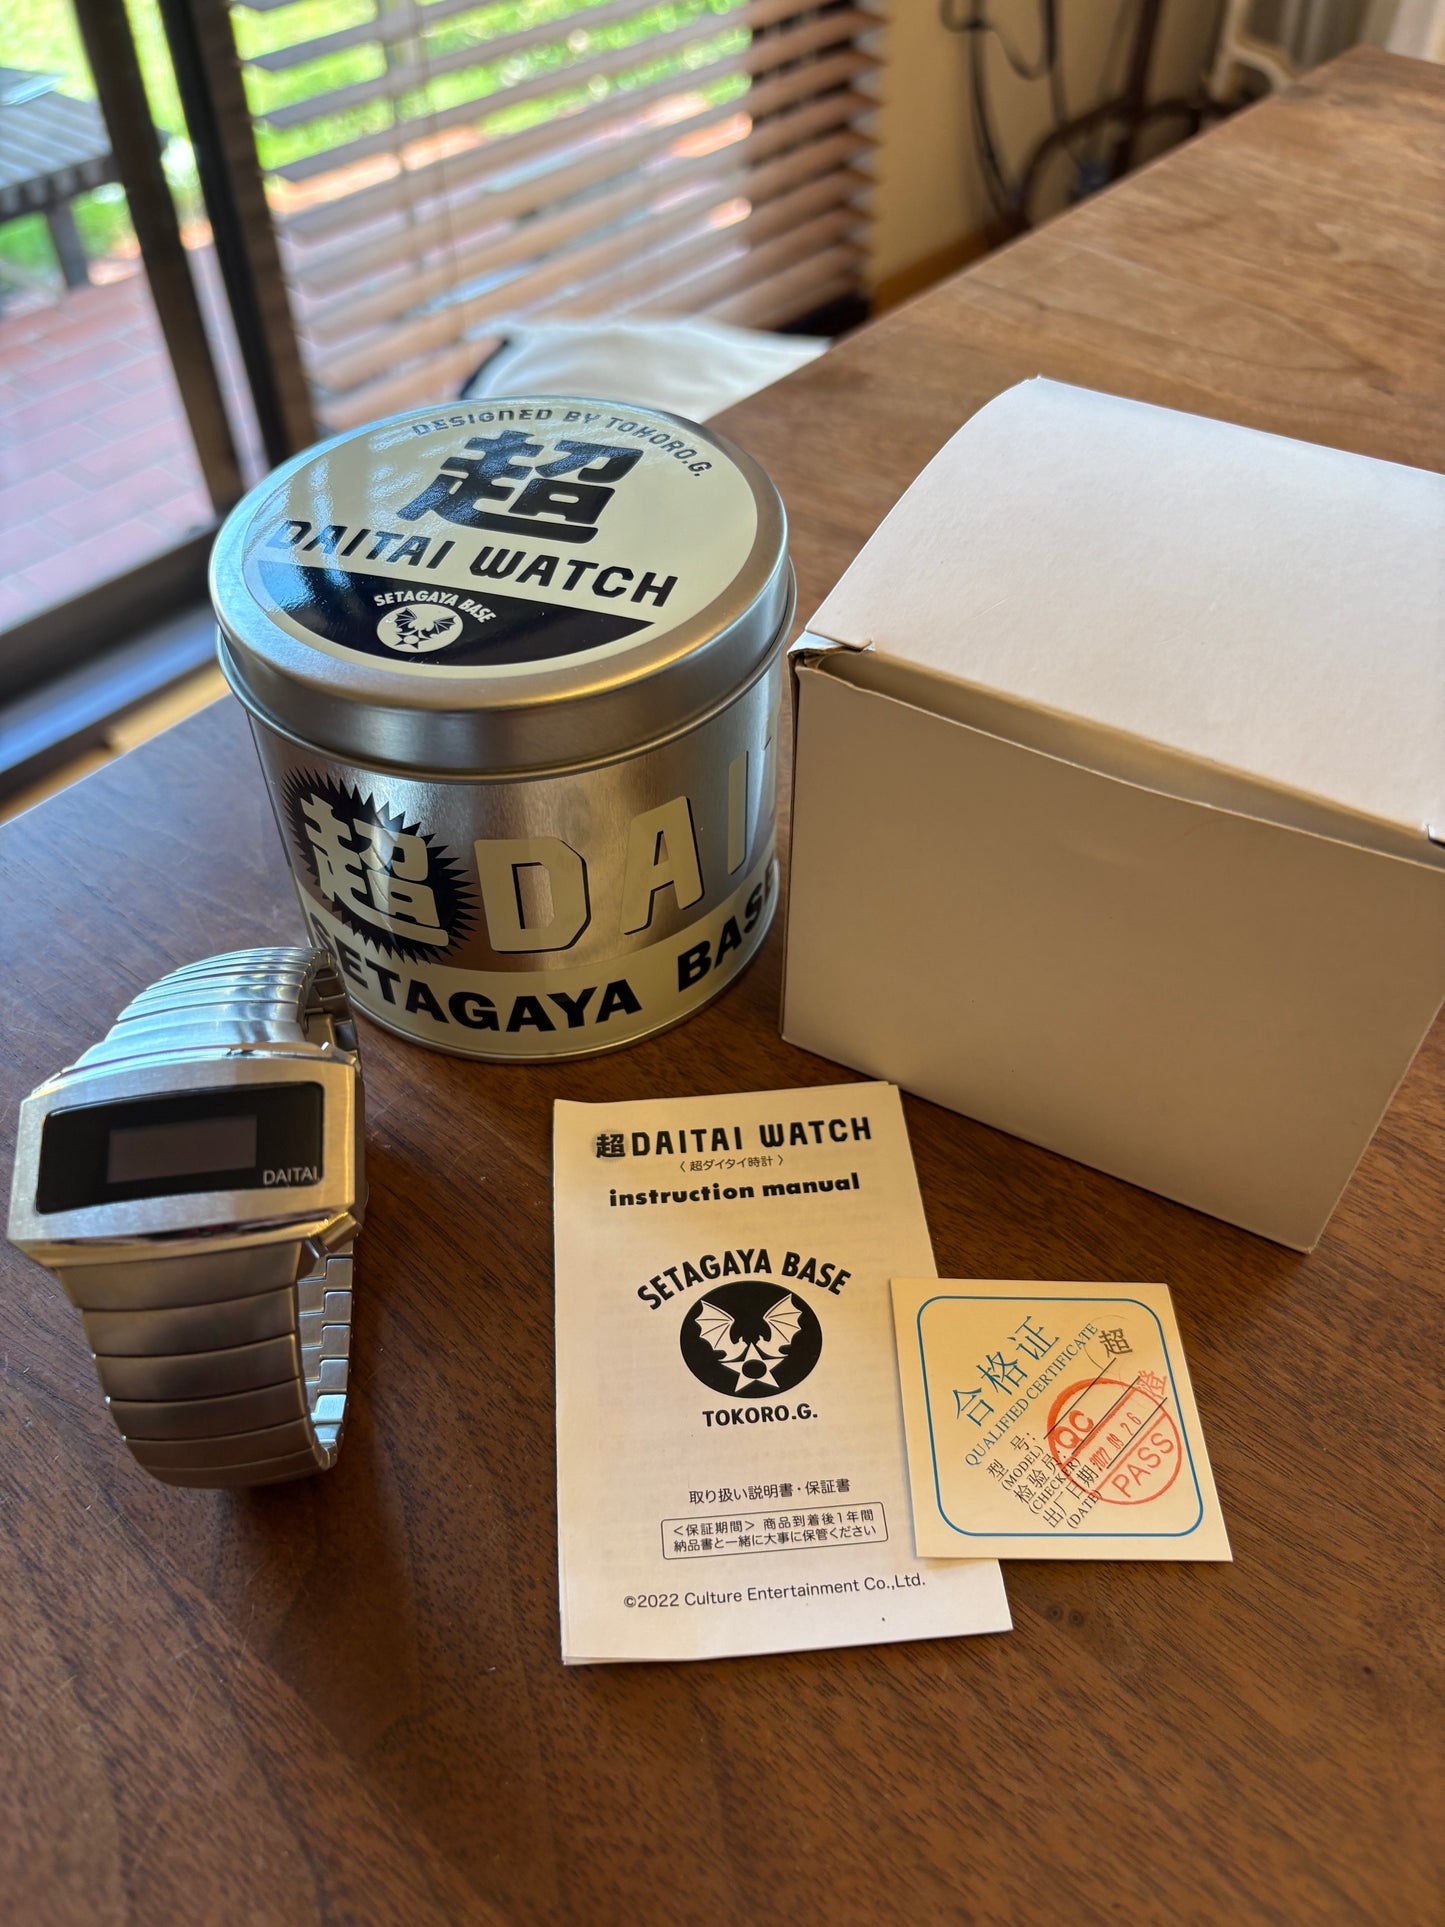 DESIGNED BY TOKORO.G.
超
DAITAI WATCH
SETAGAYA BASE
超 DAI
SETAGAYA BASE
DAITAI
超DAITAI WATCH
〈 超ダイタイ時計 〉
instruction manual
SETAGAYA BASE
TOKORO.G.
取り扱い説明書・保証書
＜保証期間＞ 商品到着後1年間
納品書と一緒に大事に保管ください
©2022 Culture Entertainment Co.,Ltd.
合格证
QUALIFIED CERTIFICATE
型 号: 超
(MODEL)
检验员:
(CHECKER)
出厂日期:
(DATE)
QC
PASS